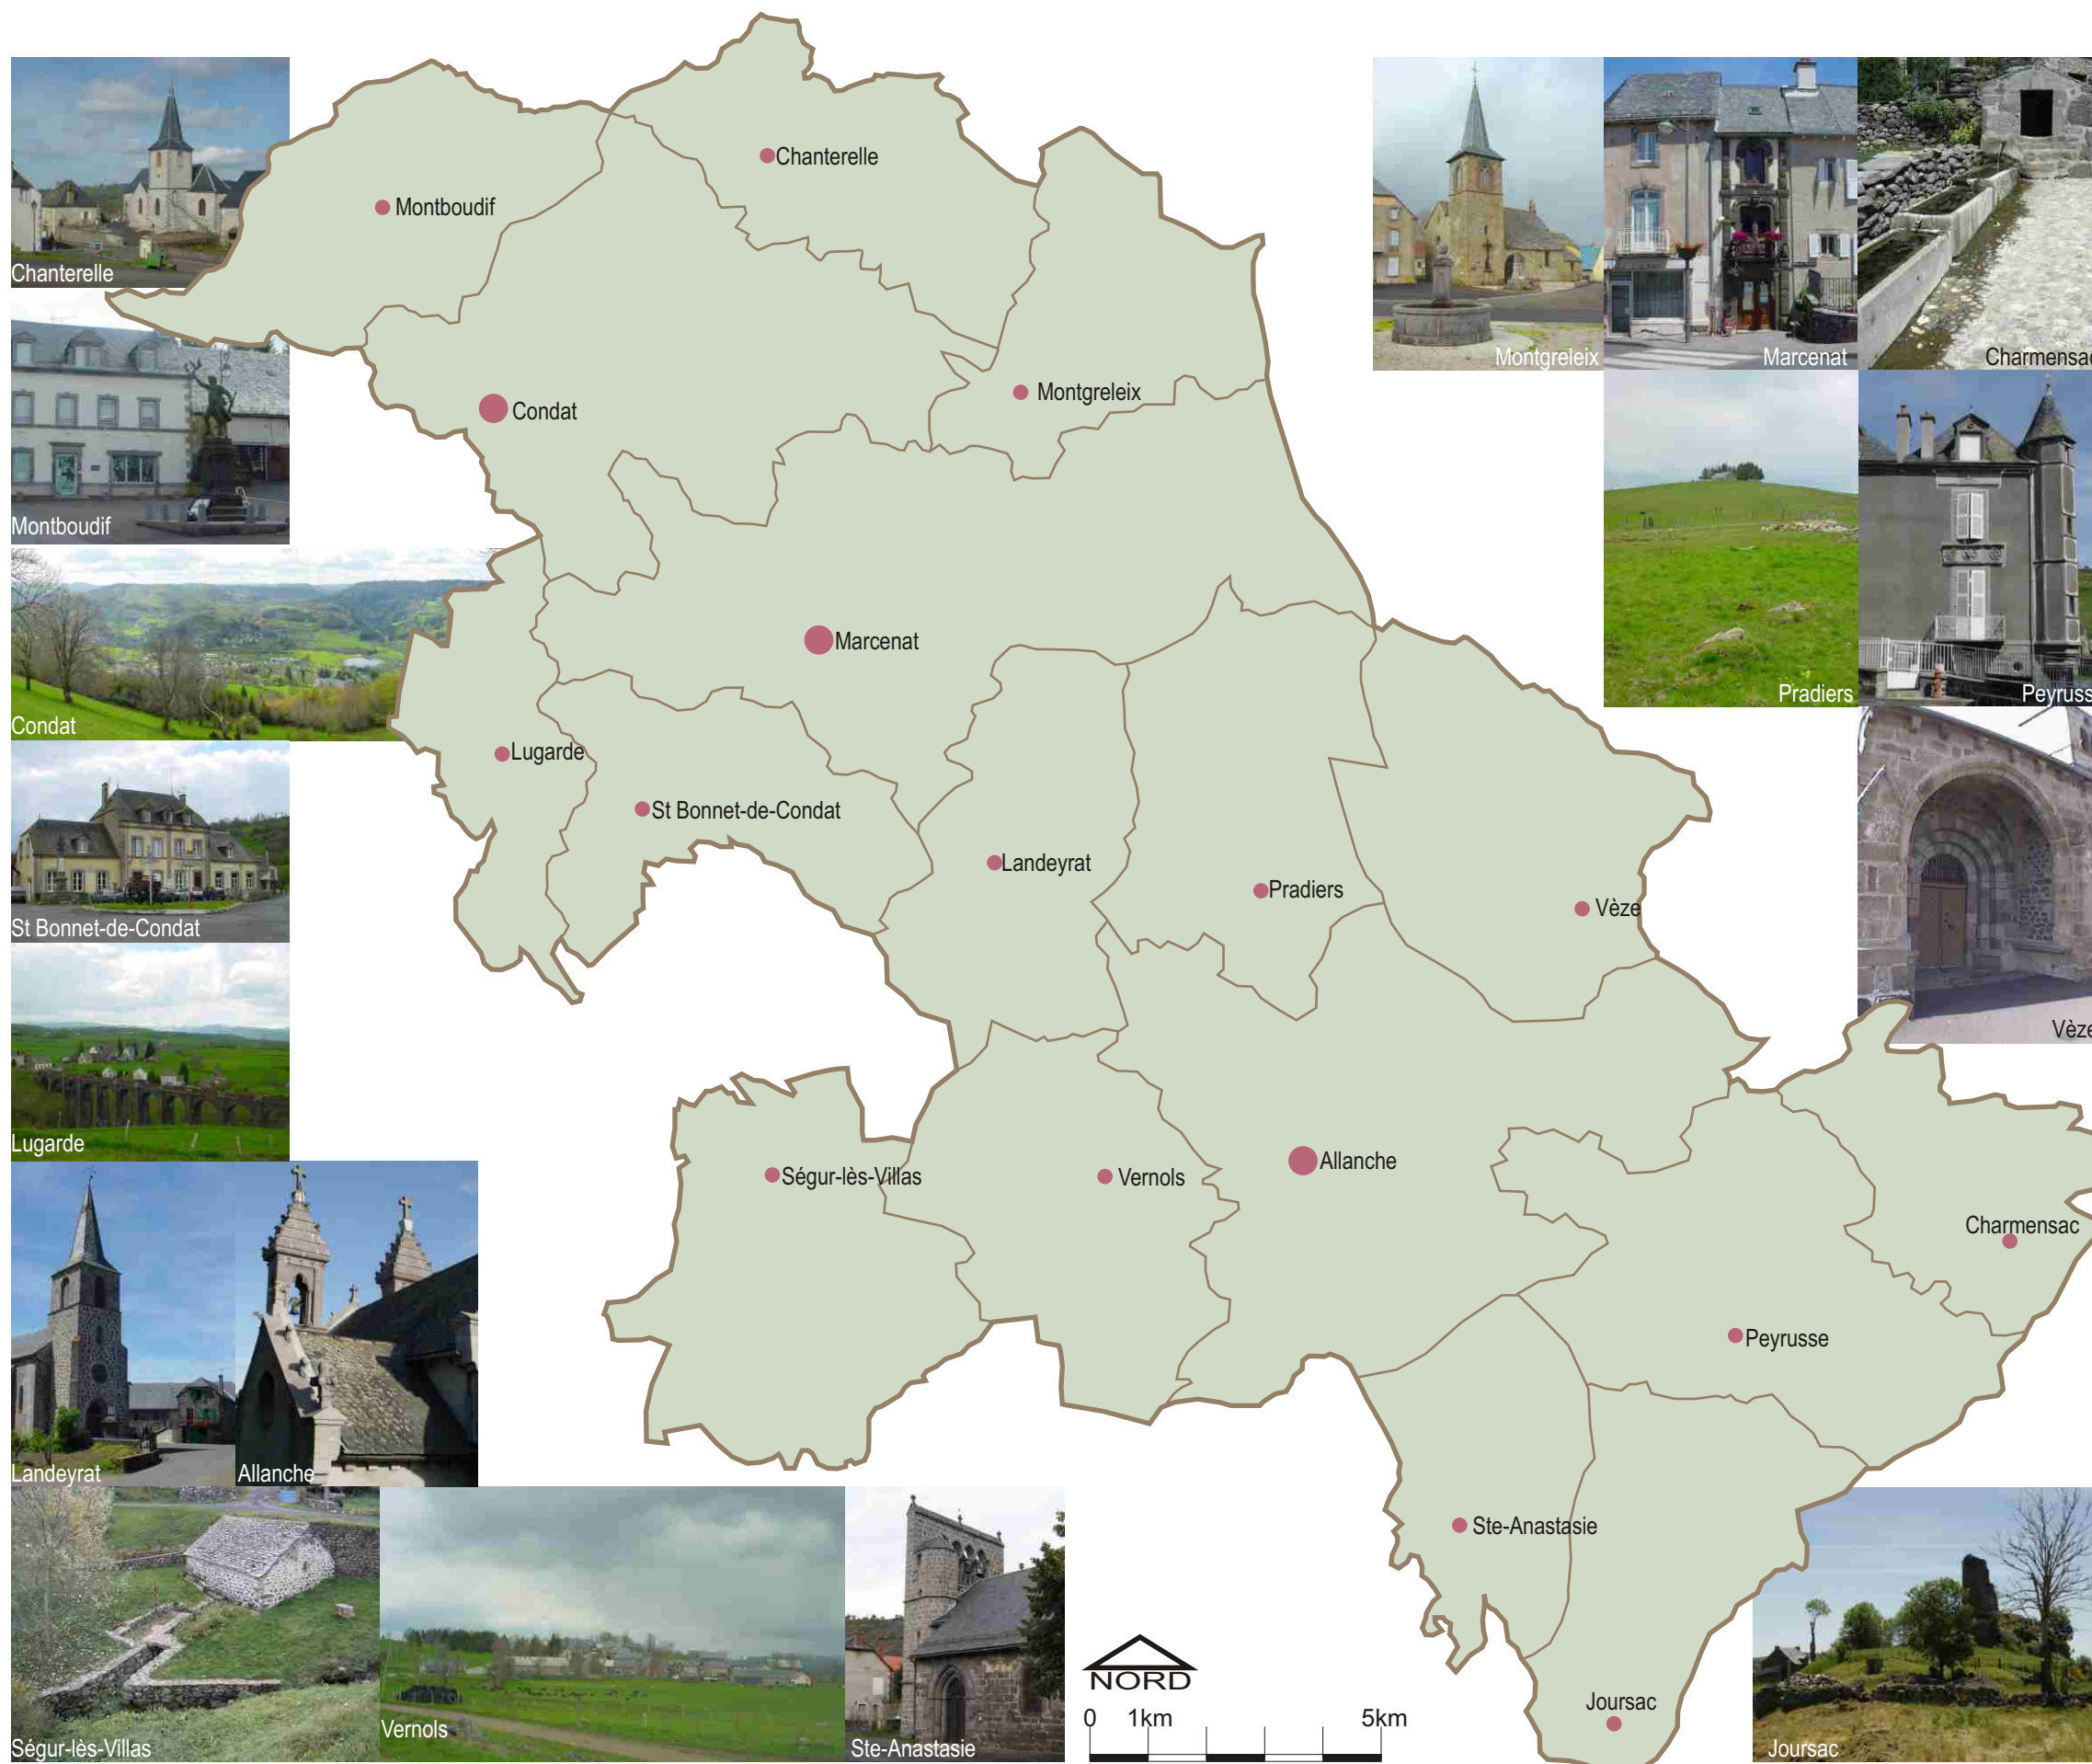 Chanterelle
Montboudif
Condat
St Bonnet-de-Condat
Lugarde
Landeyrat
Allanche
Ségur-lès-Villas
Vernols
Ste-Anastasie
Chanterelle
Montboudif
Montgreleix
Condat
Marcenat
Lugarde
St Bonnet-de-Condat
Landeyrat
Pradiers
Vèze
Ségur-lès-Villas
Vernols
Allanche
Charmensac
Peyrusse
Ste-Anastasie
Joursac
NORD
0 1km 5km
Montgreleix
Marcenat
Charmensac
Pradiers
Peyruss
Vèze
Joursac